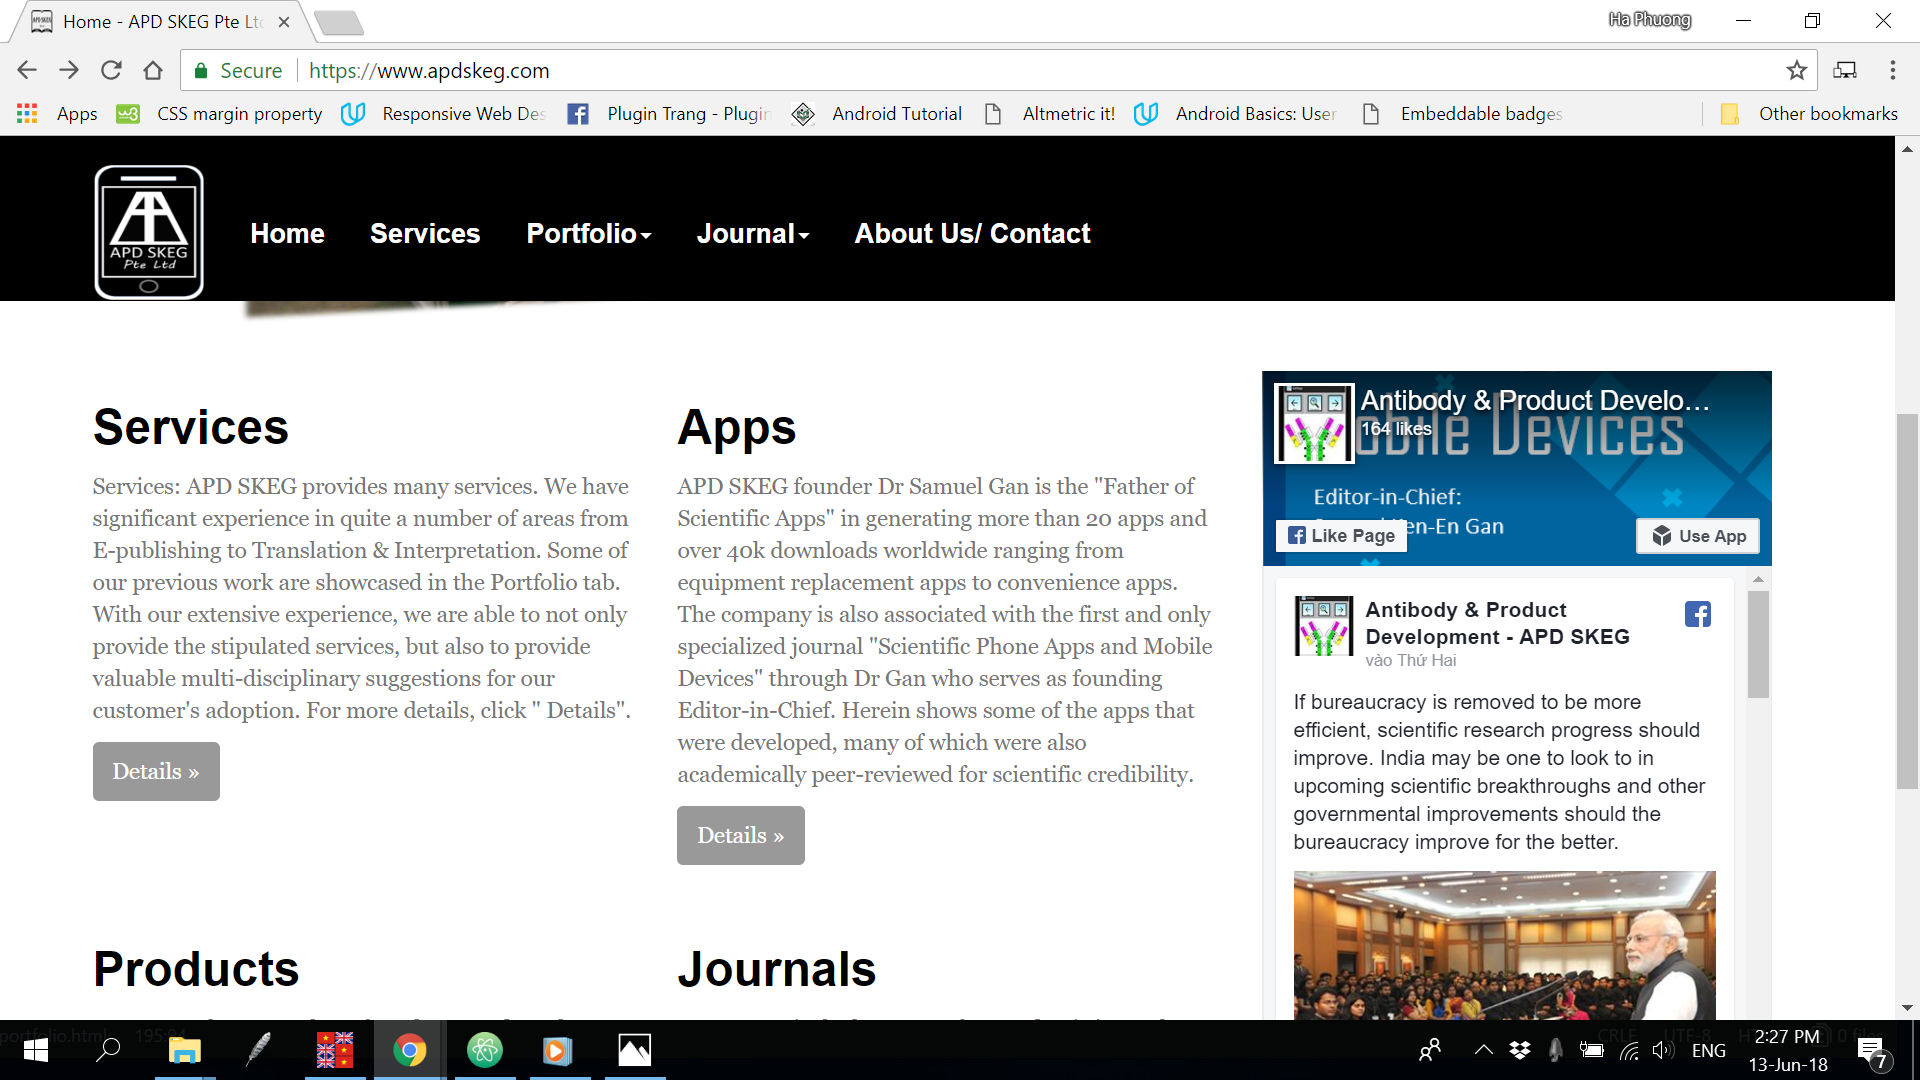 Home - APD SKEG Pte Ltd
Ha Phuong
Secure
https://www.apdskeg.com
Apps
CSS margin property
Responsive Web Des
Plugin Trang - Plugin
Android Tutorial
Altmetric it!
Android Basics: User
Embeddable badges
Other bookmarks
APD SKEG
Pte Ltd
Home
Services
Portfolio
Journal
About Us/ Contact
Services
Services: APD SKEG provides many services. We have
significant experience in quite a number of areas from
E-publishing to Translation & Interpretation. Some of
our previous work are showcased in the Portfolio tab.
With our extensive experience, we are able to not only
provide the stipulated services, but also to provide
valuable multi-disciplinary suggestions for our
customer's adoption. For more details, click " Details".
Details »
Apps
APD SKEG founder Dr Samuel Gan is the "Father of
Scientific Apps" in generating more than 20 apps and
over 40k downloads worldwide ranging from
equipment replacement apps to convenience apps.
The company is also associated with the first and only
specialized journal "Scientific Phone Apps and Mobile
Devices" through Dr Gan who serves as founding
Editor-in-Chief. Herein shows some of the apps that
were developed, many of which were also
academically peer-reviewed for scientific credibility.
Details »
Products
Journals
Antibody & Product Develo…
164 likes
obile Devices
Editor-in-Chief:
en-En Gan
Like Page
Use App
Antibody & Product
Development - APD SKEG
vào Thứ Hai
If bureaucracy is removed to be more
efficient, scientific research progress should
improve. India may be one to look to in
upcoming scientific breakthroughs and other
governmental improvements should the
bureaucracy improve for the better.
portfolio.html
CRLF
UTF-8
0 files
ENG
2:27 PM
13-Jun-18
7